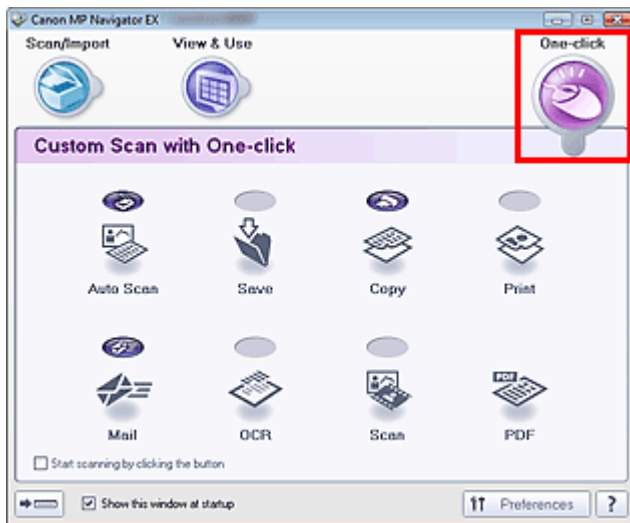 Canon MP Navigator EX
Scan/Import View & Use One-click
Custom Scan with One-click
Auto Scan Save Copy Print
PDF
Mail OCR Scan PDF
Start scanning by clicking the button
Show this window at startup Preferences ?